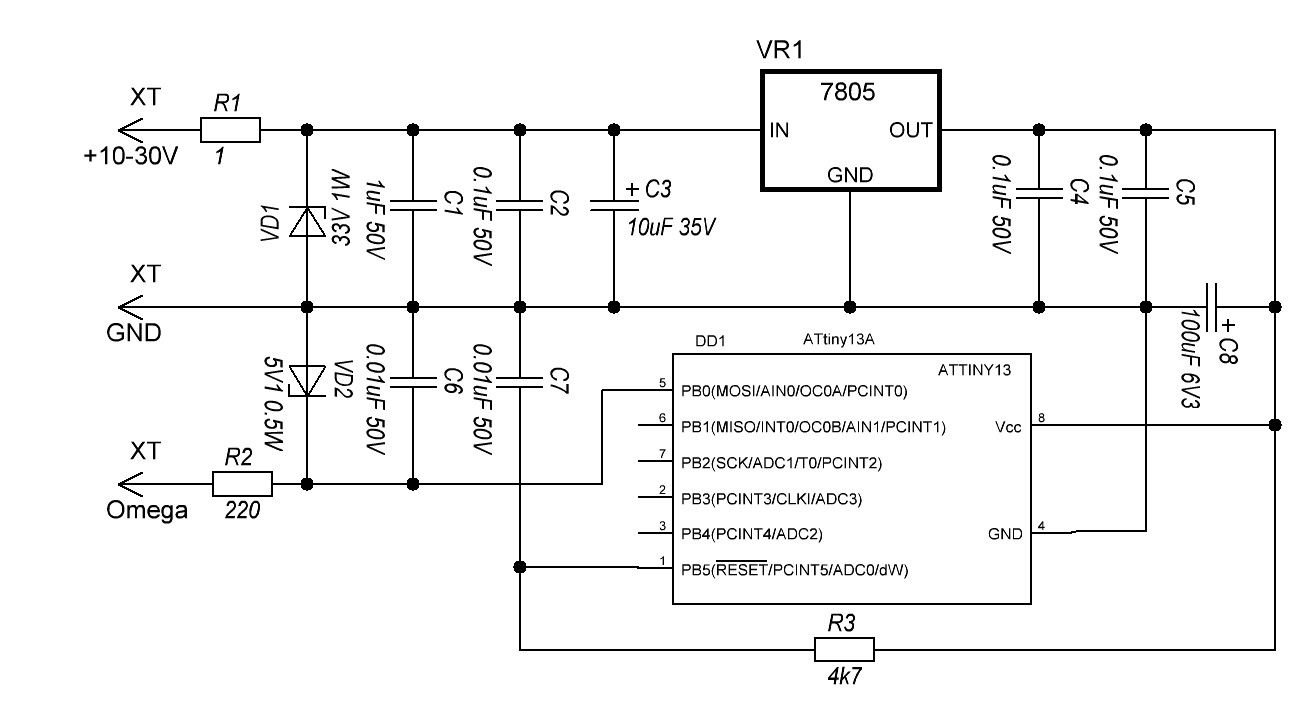 VR1
7805
IN
OUT
GND
XT
R1
+10-30V
1
VD1
33V 1W
1uF 50V
C1
0.1uF 50V
C2
+ C3
10uF 35V
0.1uF 50V
C4
0.1uF 50V
C5
XT
GND
100uF 6V3
+ C8
5V1 0.5W
VD2
0.01uF 50V
C6
0.01uF 50V
C7
XT
R2
Omega
220
DD1
ATtiny13A
ATTINY13
5 PB0(MOSI/AIN0/OC0A/PCINT0)
6 PB1(MISO/INT0/OC0B/AIN1/PCINT1)
Vcc 8
7 PB2(SCK/ADC1/T0/PCINT2)
2 PB3(PCINT3/CLKI/ADC3)
3 PB4(PCINT4/ADC2)
GND 4
1 PB5(RESET/PCINT5/ADC0/dW)
R3
4k7